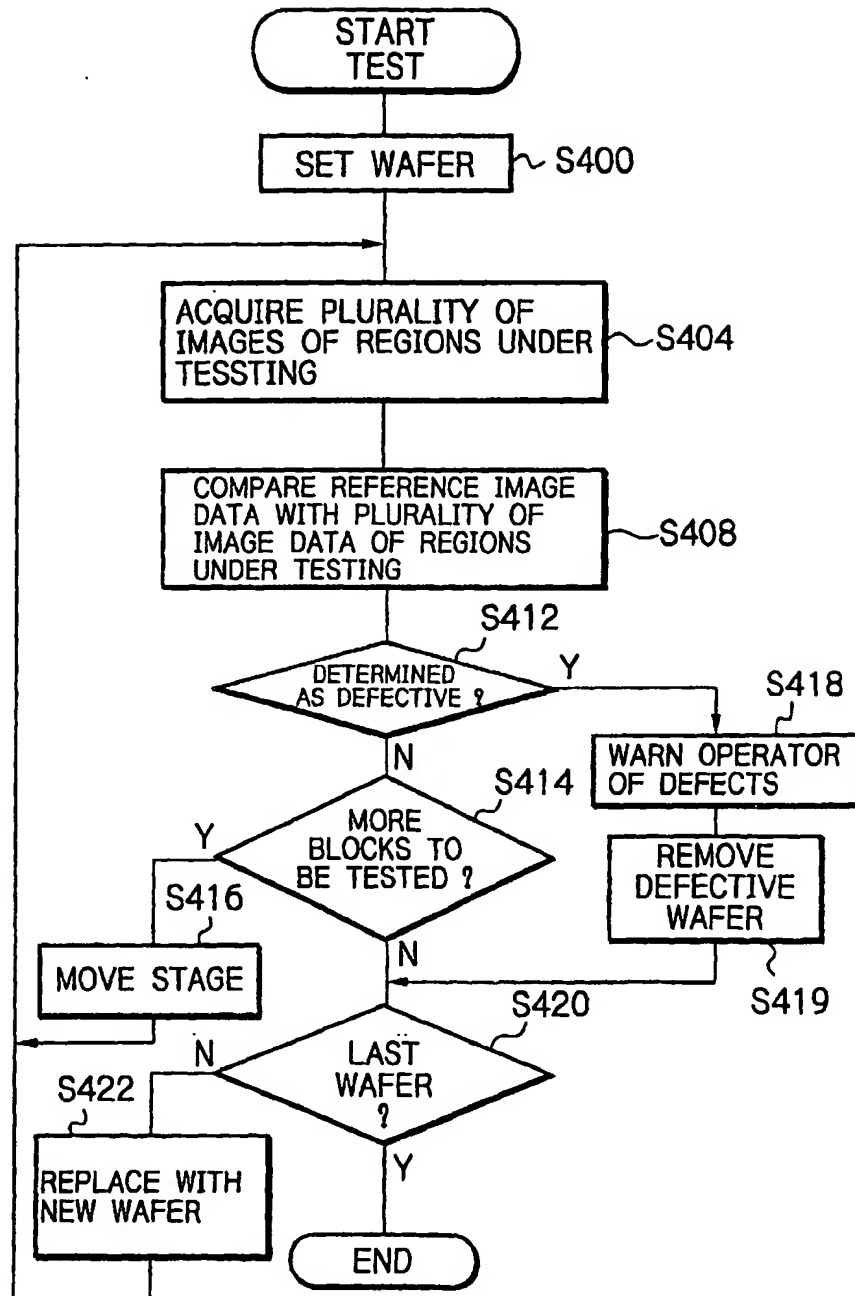 START
TEST
SET WAFER
S400
ACQUIRE PLURALITY OF
IMAGES OF REGIONS UNDER
TESSTING
S404
COMPARE REFERENCE IMAGE
DATA WITH PLURALITY OF
IMAGE DATA OF REGIONS
UNDER TESTING
S408
S412
DETERMINED
AS DEFECTIVE ?
Y
N
S418
WARN OPERATOR
OF DEFECTS
S414
MORE
BLOCKS TO
BE TESTED ?
Y
N
REMOVE
DEFECTIVE
WAFER
S419
S416
MOVE STAGE
S420
LAST
WAFER
?
N
Y
S422
REPLACE WITH
NEW WAFER
END